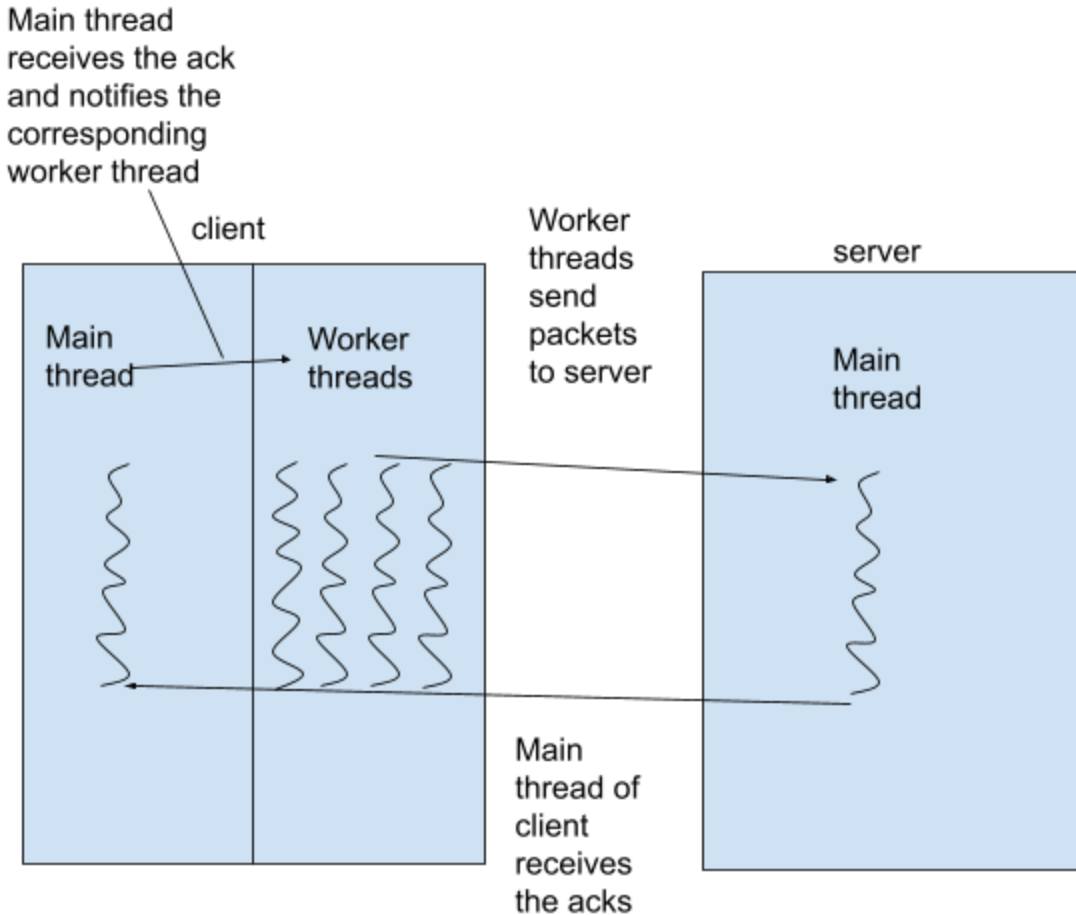 Main thread
receives the ack
and notifies the
corresponding
worker thread
client
Worker
threads
send
packets
to server
server
Main
thread
Worker
threads
Main
thread
Main
thread of
client
receives
the acks